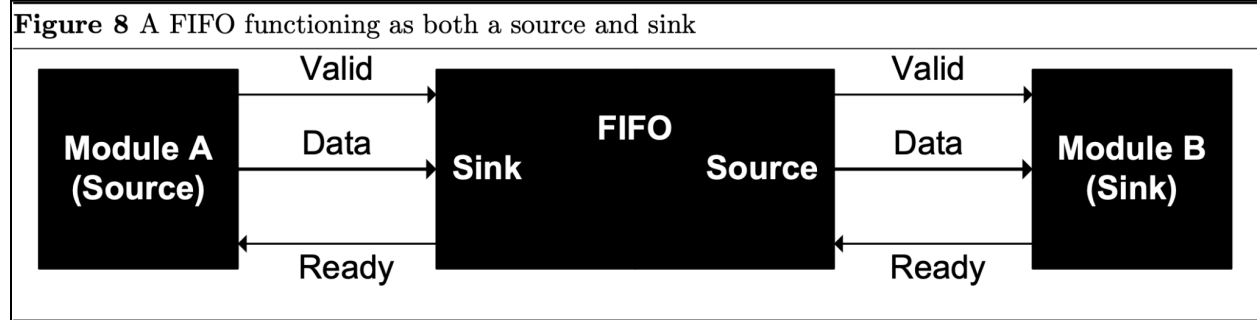 Figure 8 A FIFO functioning as both a source and sink
Valid
Valid
FIFO
Module A
(Source)
Data
Sink
Source
Data
Module B
(Sink)
Ready
Ready